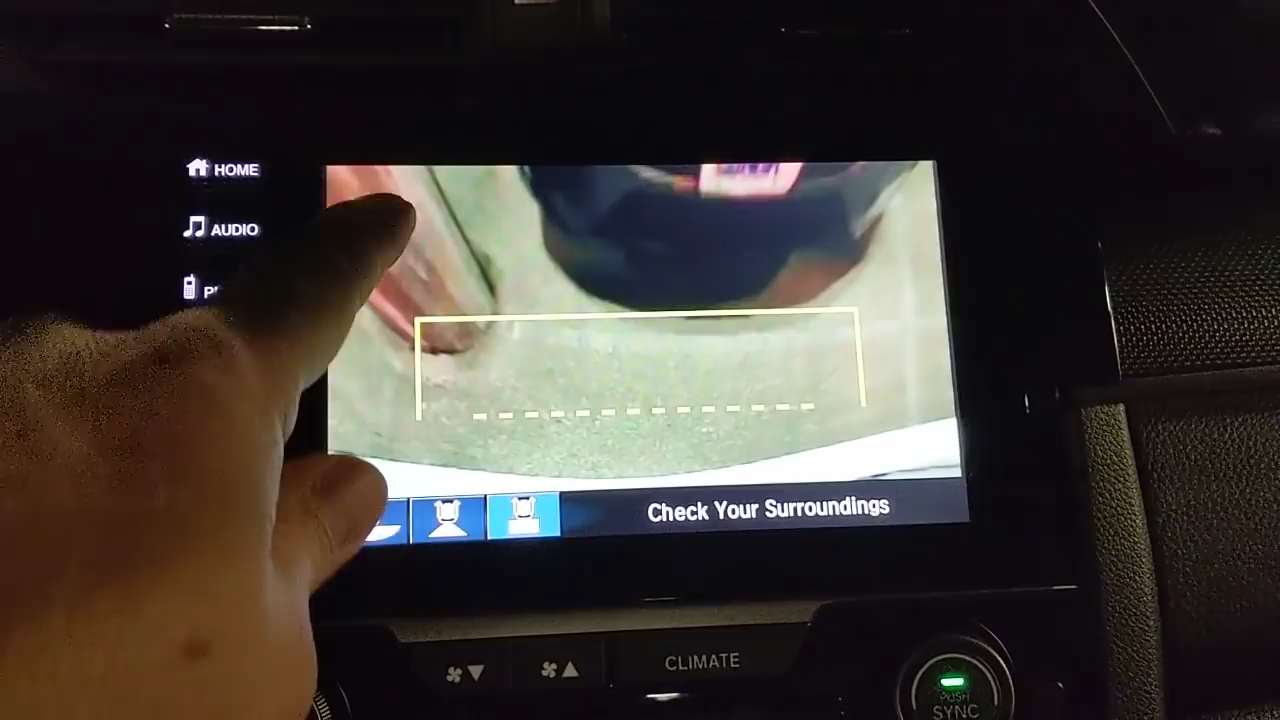 HOME
AUDIO
Check Your Surroundings
CLIMATE
PUSH
SYNC